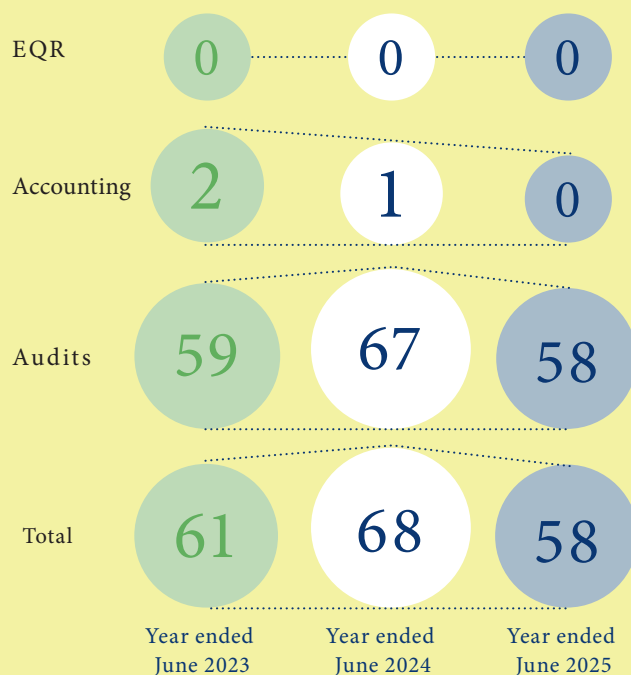 EQR 0 0 0
Accounting 2 1 0
Audits 59 67 58
Total 61 68 58
Year ended Year ended Year ended
June 2023 June 2024 June 2025